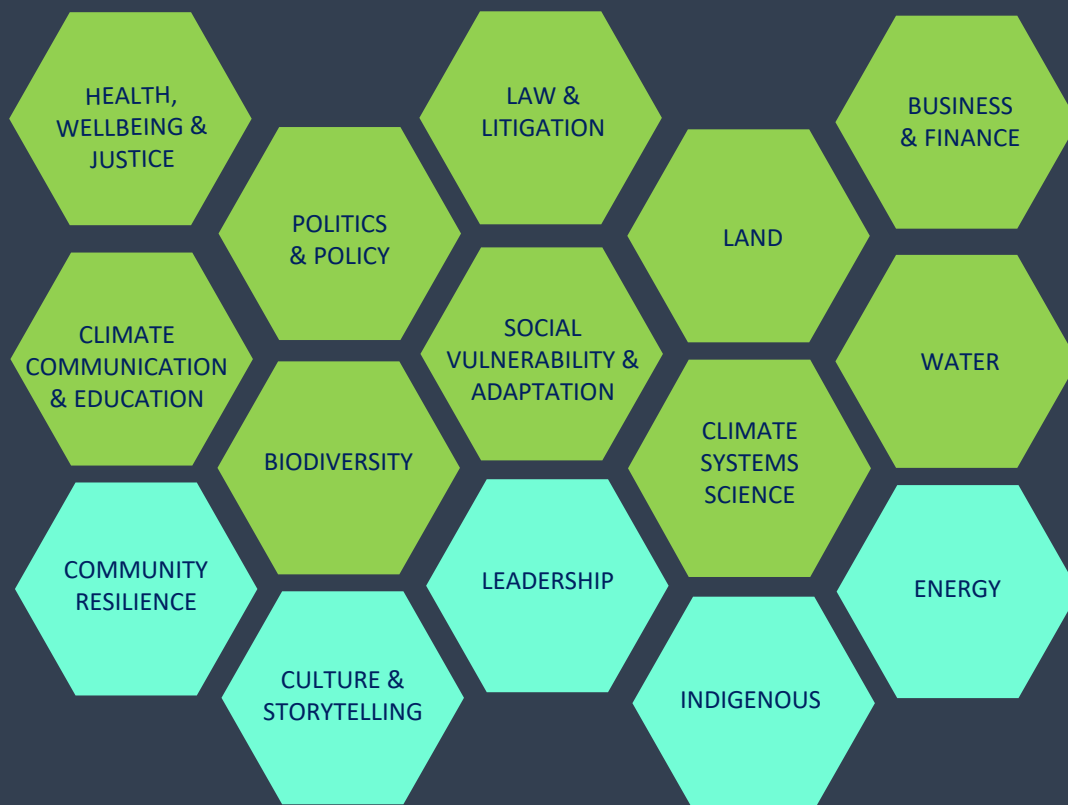 HEALTH,
WELLBEING &
JUSTICE
LAW &
LITIGATION
BUSINESS
& FINANCE
POLITICS
& POLICY
LAND
CLIMATE
COMMUNICATION
& EDUCATION
SOCIAL
VULNERABILITY &
ADAPTATION
WATER
BIODIVERSITY
CLIMATE
SYSTEMS
SCIENCE
COMMUNITY
RESILIENCE
LEADERSHIP
ENERGY
CULTURE &
STORYTELLING
INDIGENOUS